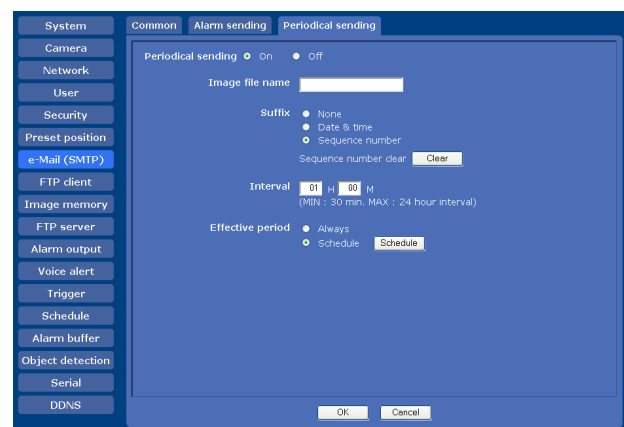 System
Camera
Network
User
Security
Preset position
e-Mail (SMTP)
FTP client
Image memory
FTP server
Alarm output
Voice alert
Trigger
Schedule
Alarm buffer
Object detection
Serial
DDNS
Common Alarm sending Periodical sending
Periodical sending On Off
Image file name
Suffix None
Date & time
Sequence number
Sequence number clear Clear
Interval 01 H 00 M
(MIN : 30 min. MAX : 24 hour interval)
Effective period Always
Schedule Schedule
OK Cancel